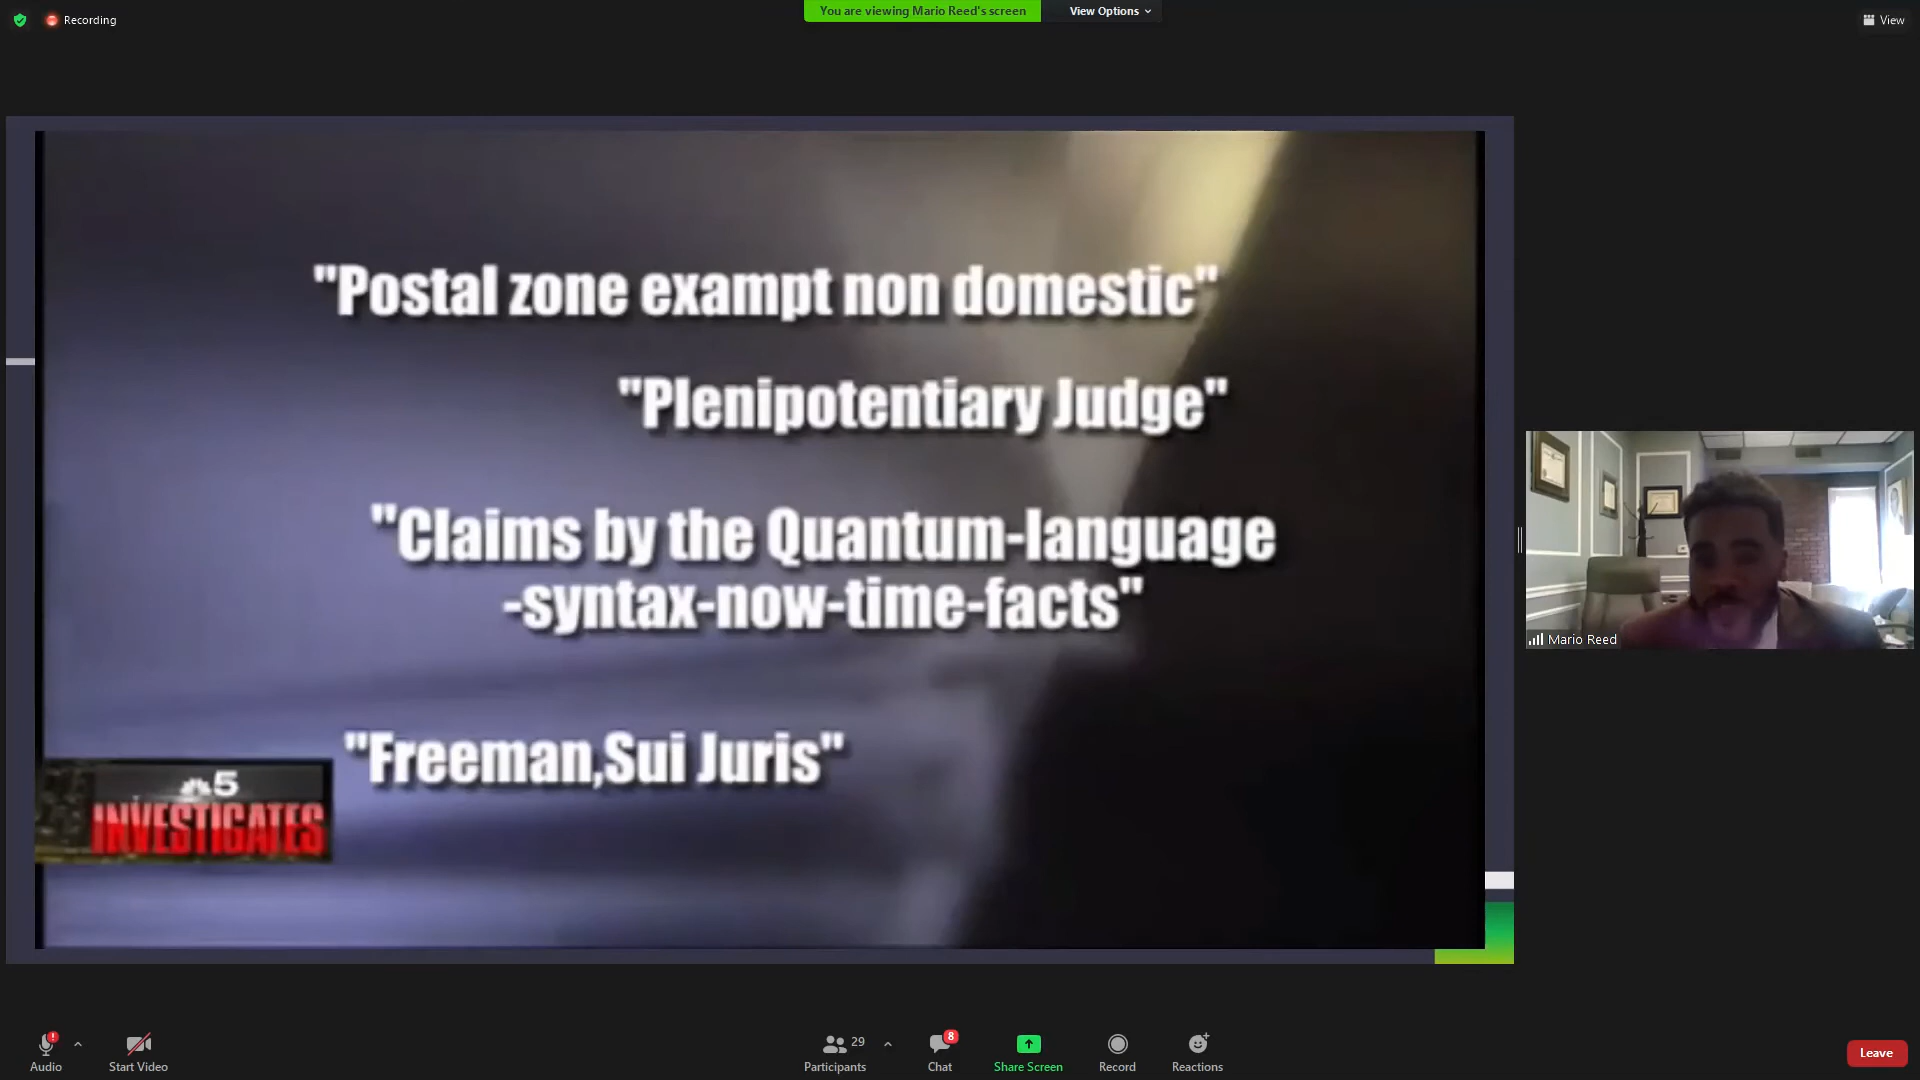 Recording
You are viewing Mario Reed's screen
View Options
View
"Postal zone exampt non domestic"
"Plenipotentiary Judge"
"Claims by the Quantum-language
-syntax-now-time-facts"
"Freeman,Sui Juris"
5
INVESTIGATES
Mario Reed
Audio
Start Video
29
Participants
8
Chat
Share Screen
Record
Reactions
Leave